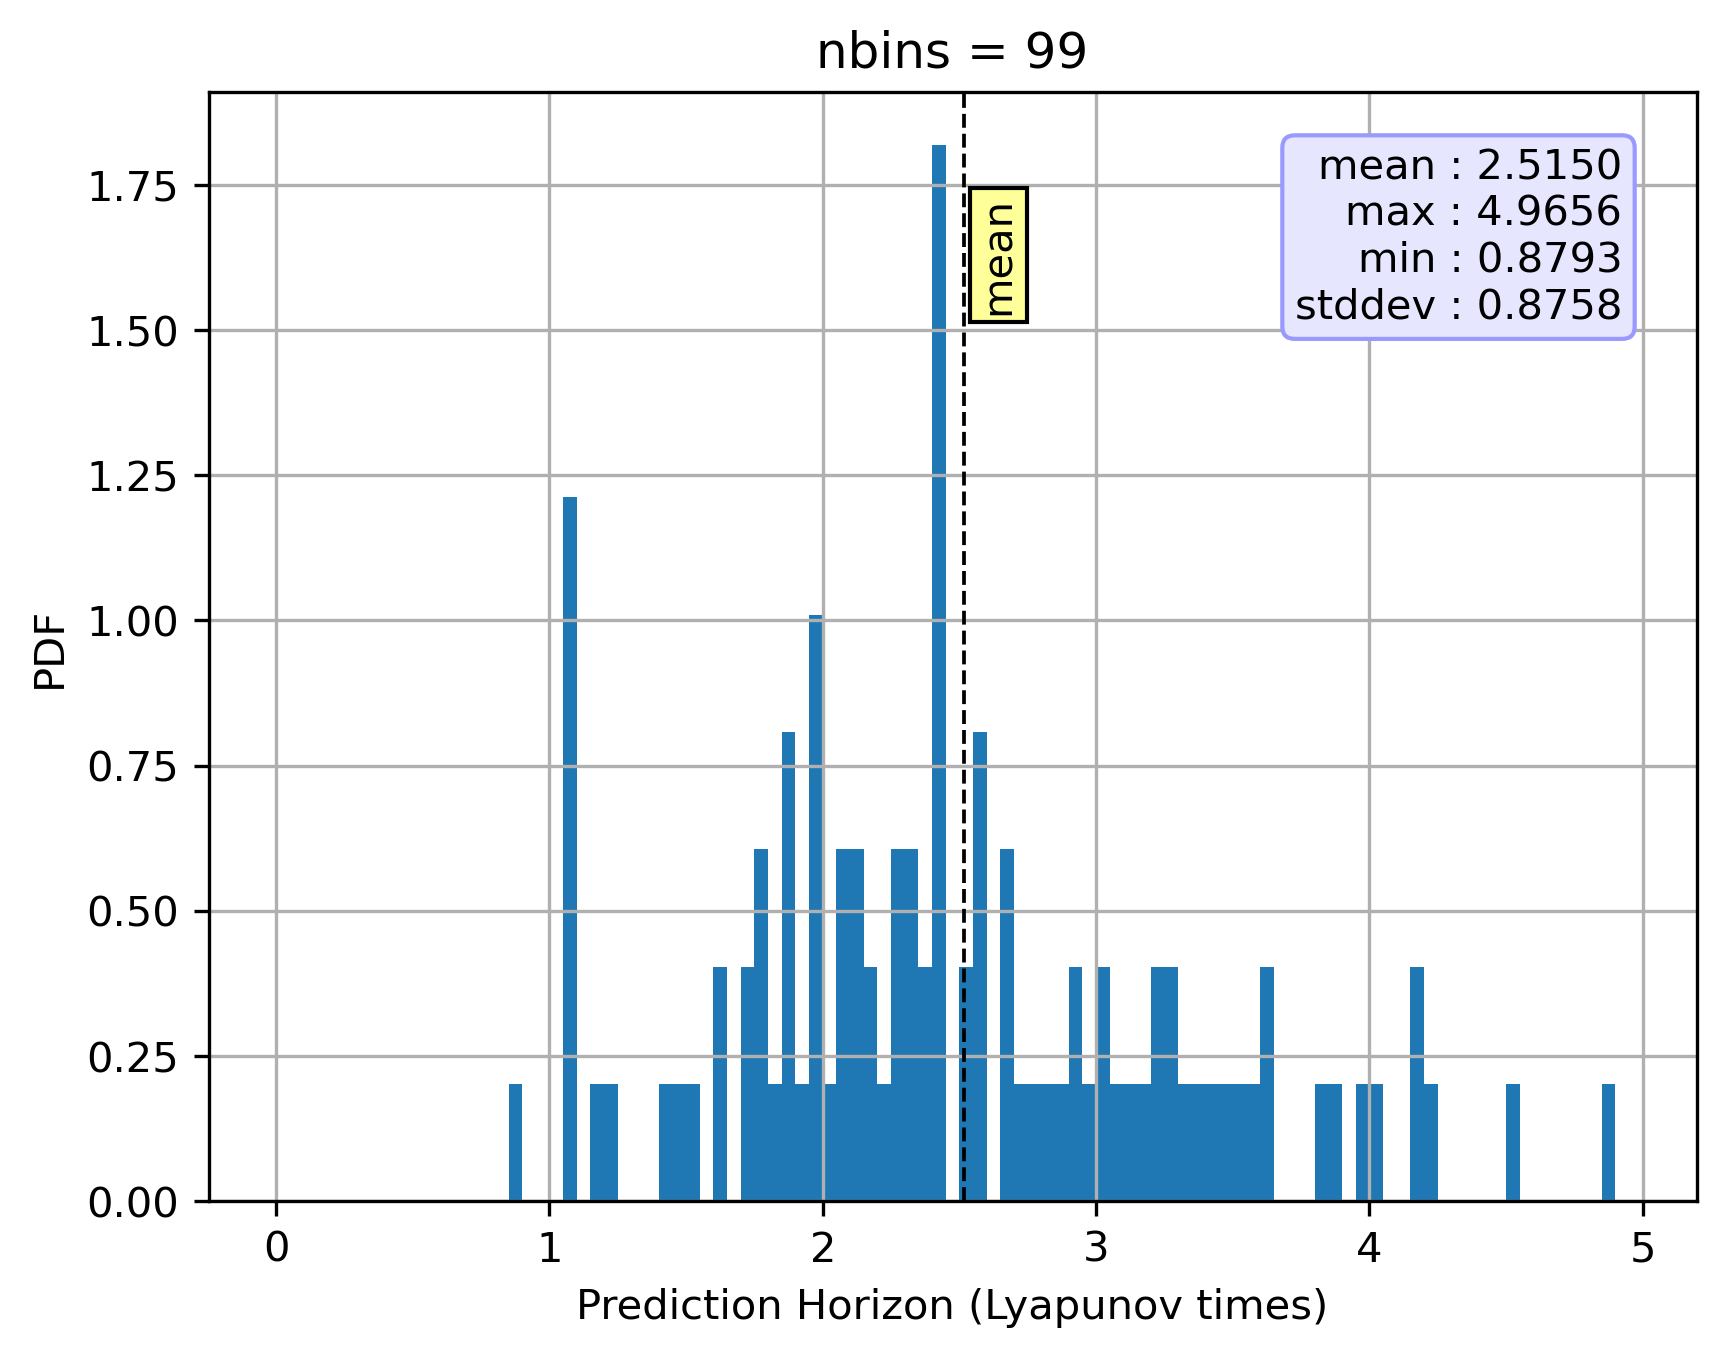 nbins = 99
mean : 2.5150
max : 4.9656
min : 0.8793
stddev : 0.8758
mean
PDF
1.75
1.50
1.25
1.00
0.75
0.50
0.25
0.00
0 1 2 3 4 5
Prediction Horizon (Lyapunov times)